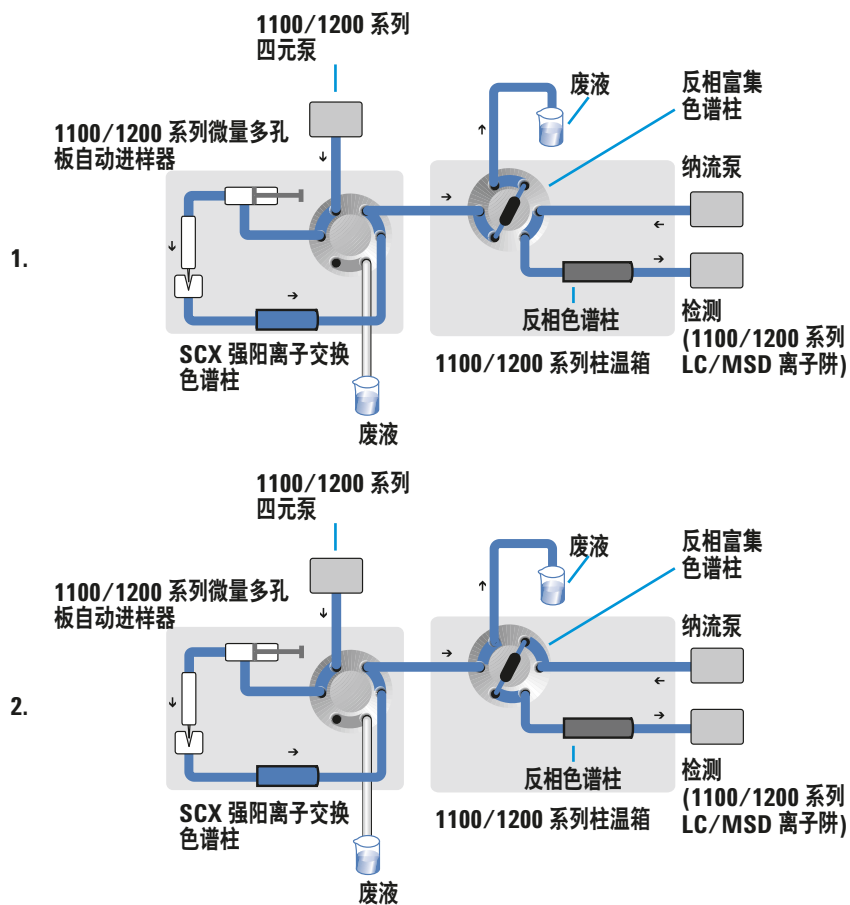 1100/1200 系列
四元泵
废液
反相富集
色谱柱
1100/1200 系列微量多孔
板自动进样器
纳流泵
1.
反相色谱柱
检测
(1100/1200 系列
LC/MSD 离子阱)
SCX 强阳离子交换
色谱柱
1100/1200 系列柱温箱
废液
1100/1200 系列
四元泵
废液
反相富集
色谱柱
1100/1200 系列微量多孔
板自动进样器
纳流泵
2.
反相色谱柱
检测
(1100/1200 系列
LC/MSD 离子阱)
SCX 强阳离子交换
色谱柱
1100/1200 系列柱温箱
废液